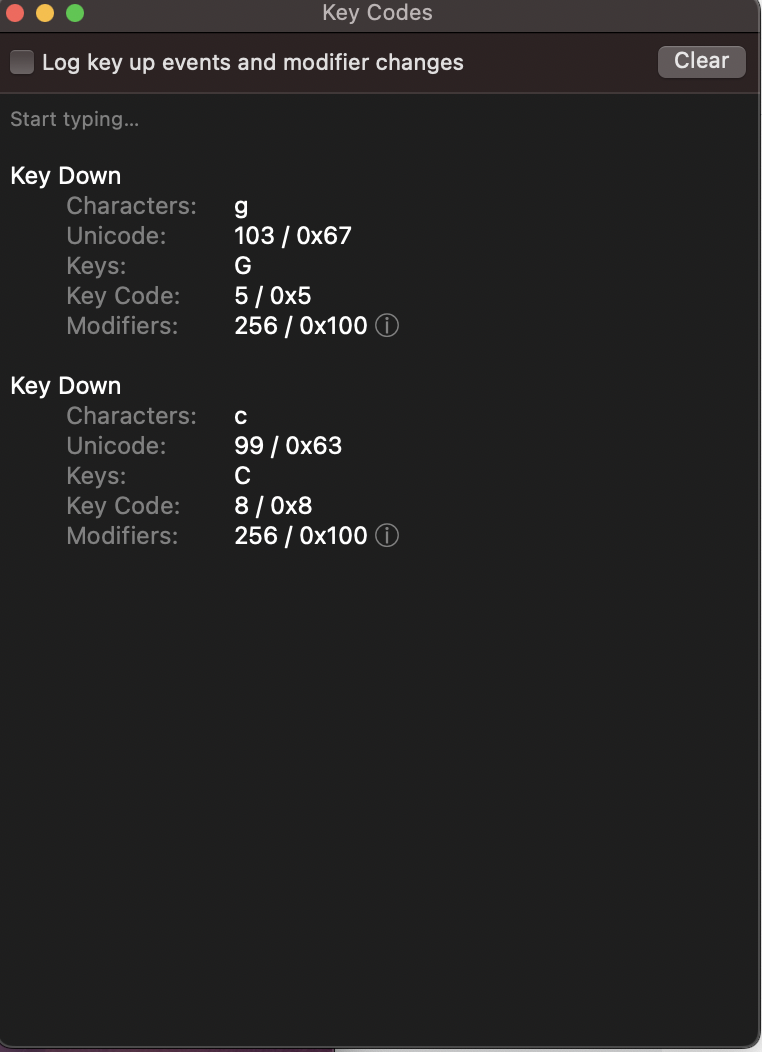 Key Codes
Log key up events and modifier changes Clear
Start typing...
Key Down
Characters: g
Unicode: 103 / 0x67
Keys: G
Key Code: 5 / 0x5
Modifiers: 256 / 0x100 ⓘ
Key Down
Characters: c
Unicode: 99 / 0x63
Keys: C
Key Code: 8 / 0x8
Modifiers: 256 / 0x100 ⓘ